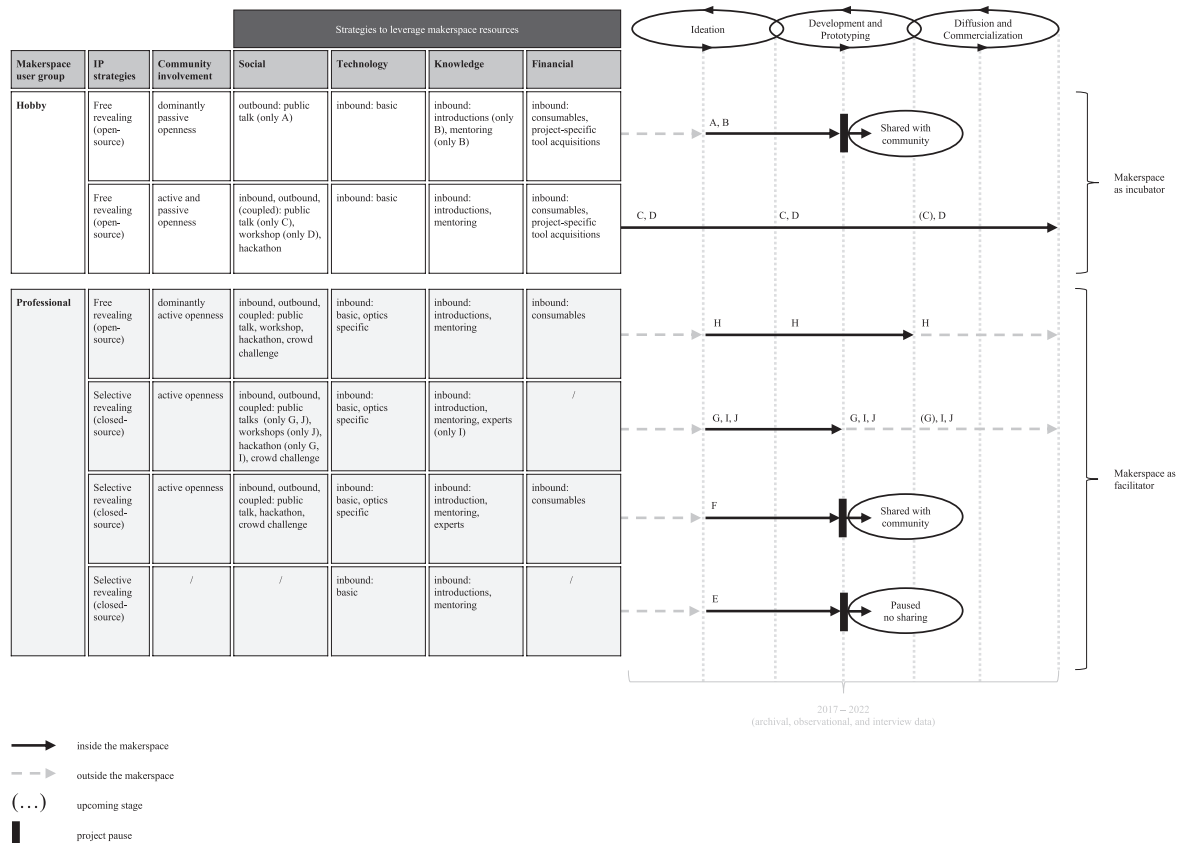 Strategies to leverage makerspace resources
Ideation
Development and
Prototyping
Diffusion and
Commercialization
Makerspace
user group
IP
strategies
Community
involvement
Social
Technology
Knowledge
Financial
Hobby
Free
revealing
(open-
source)
dominantly
passive
openness
outbound: public
talk (only A)
inbound: basic
inbound:
introductions (only
B), mentoring
(only B)
inbound:
consumables,
project-specific
tool acquisitions
A, B
Shared with
community
Free
revealing
(open-
source)
active and
passive
openness
inbound, outbound,
(coupled): public
talk (only C),
workshop (only D),
hackathon
inbound: basic
inbound:
introductions,
mentoring
inbound:
consumables,
project-specific
tool acquisitions
C, D
C, D
(C), D
Makerspace
as incubator
Professional
Free
revealing
(open-
source)
dominantly
active openness
inbound, outbound,
coupled: public
talk, workshop,
hackathon, crowd
challenge
inbound:
basic, optics
specific
inbound:
introductions,
mentoring
inbound:
consumables
H
H
H
Selective
revealing
(closed-
source)
active openness
inbound, outbound,
coupled: public
talks (only G, J),
workshops (only J),
hackathon (only G,
I), crowd challenge
inbound:
basic, optics
specific
inbound:
introduction,
mentoring, experts
(only I)
/
G, I, J
G, I, J
(G), I, J
Makerspace as
facilitator
Selective
revealing
(closed-
source)
active openness
inbound, outbound,
coupled: public
talk, hackathon,
crowd challenge
inbound:
basic, optics
specific
inbound:
introduction,
mentoring,
experts
inbound:
consumables
F
Shared with
community
Selective
revealing
(closed-
source)
/
/
inbound:
basic
inbound:
introductions,
mentoring
/
E
Paused
no sharing
2017 – 2022
(archival, observational, and interview data)
inside the makerspace
outside the makerspace
(…) upcoming stage
project pause